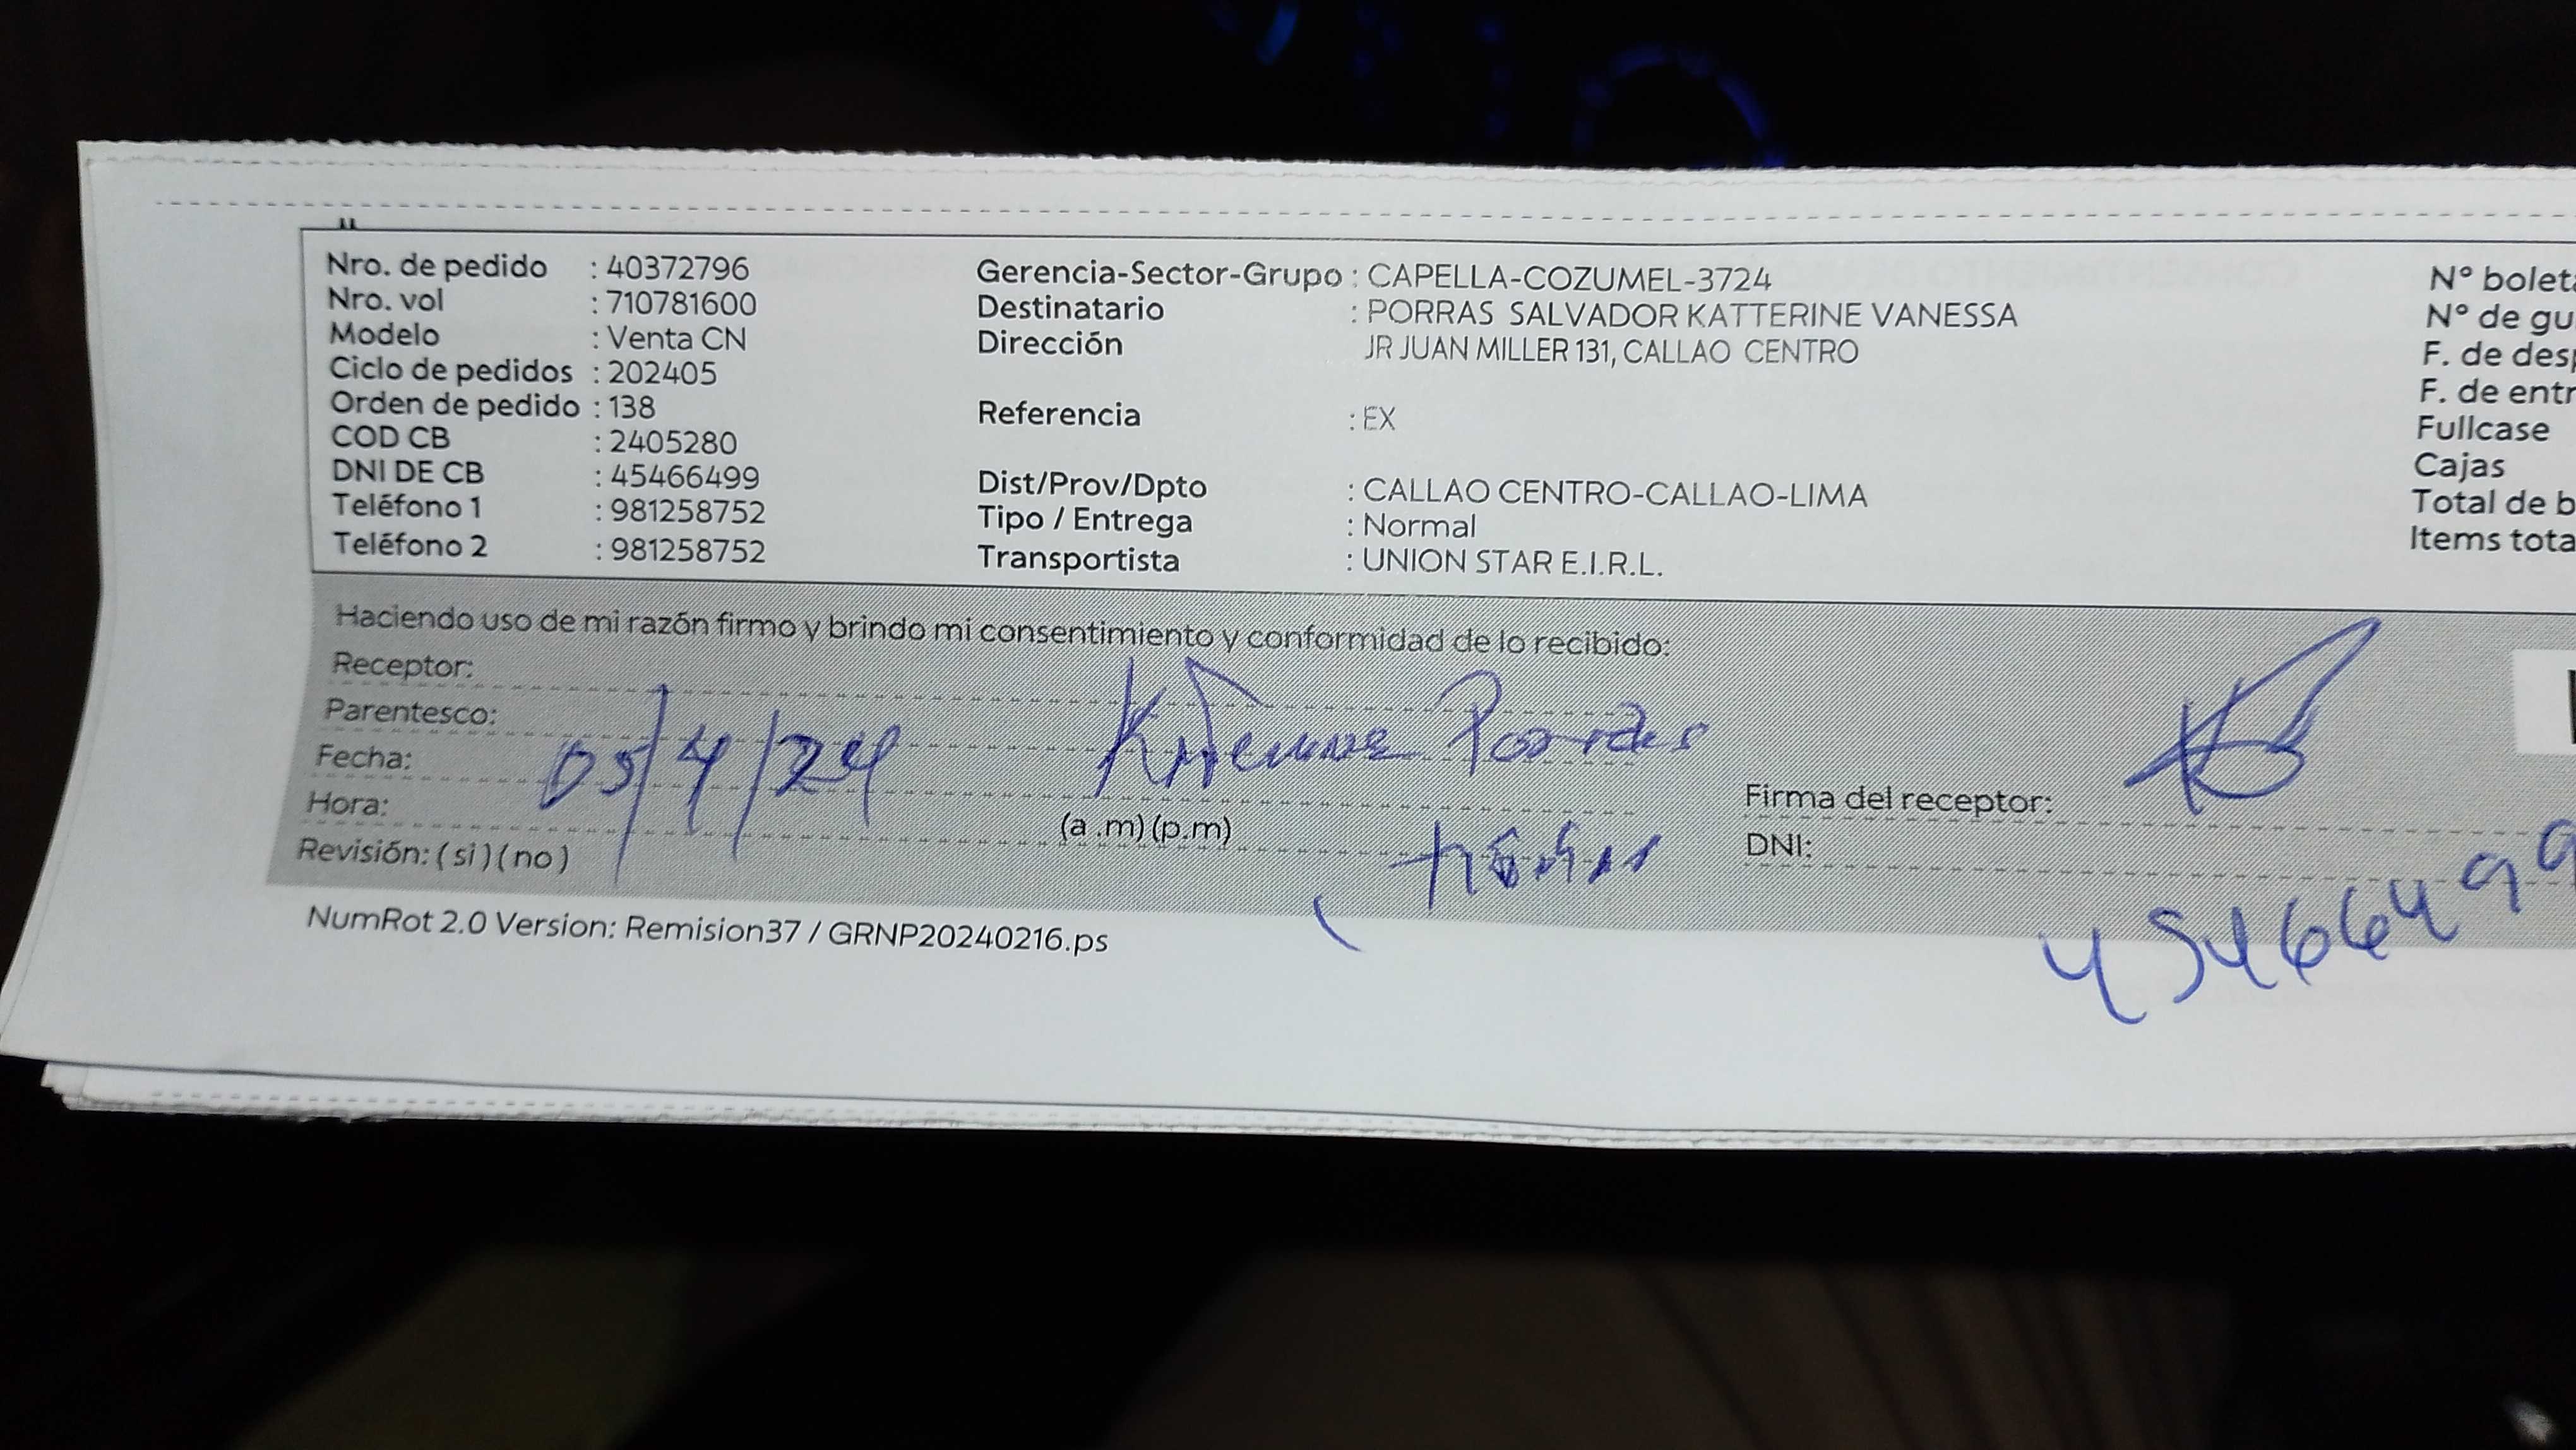 Nro. de pedido : 40372796
Nro. vol : 710781600
Modelo : Venta CN
Ciclo de pedidos : 202405
Orden de pedido : 138
COD CB : 2405280
DNI DE CB : 45466499
Teléfono 1 : 981258752
Teléfono 2 : 981258752
Gerencia-Sector-Grupo : CAPELLA-COZUMEL-3724
Destinatario : PORRAS SALVADOR KATTERINE VANESSA
Dirección JR JUAN MILLER 131, CALLAO CENTRO
Referencia : EX
Dist/Prov/Dpto : CALLAO CENTRO-CALLAO-LIMA
Tipo / Entrega : Normal
Transportista : UNION STAR E.I.R.L.
Nº bolet
Nº de gu
F. de des
F. de entr
Fullcase
Cajas
Total de b
Items tota
Haciendo uso de mi razón firmo y brindo mi consentimiento y conformidad de lo recibido:
Receptor:
Parentesco:
Fecha: 05/4/24 Porras
Hora: (a .m)(p.m)
Revisión: ( si ) ( no )
Firma del receptor:
DNI: 45466499
NumRot 2.0 Version: Remision37 / GRNP20240216.ps